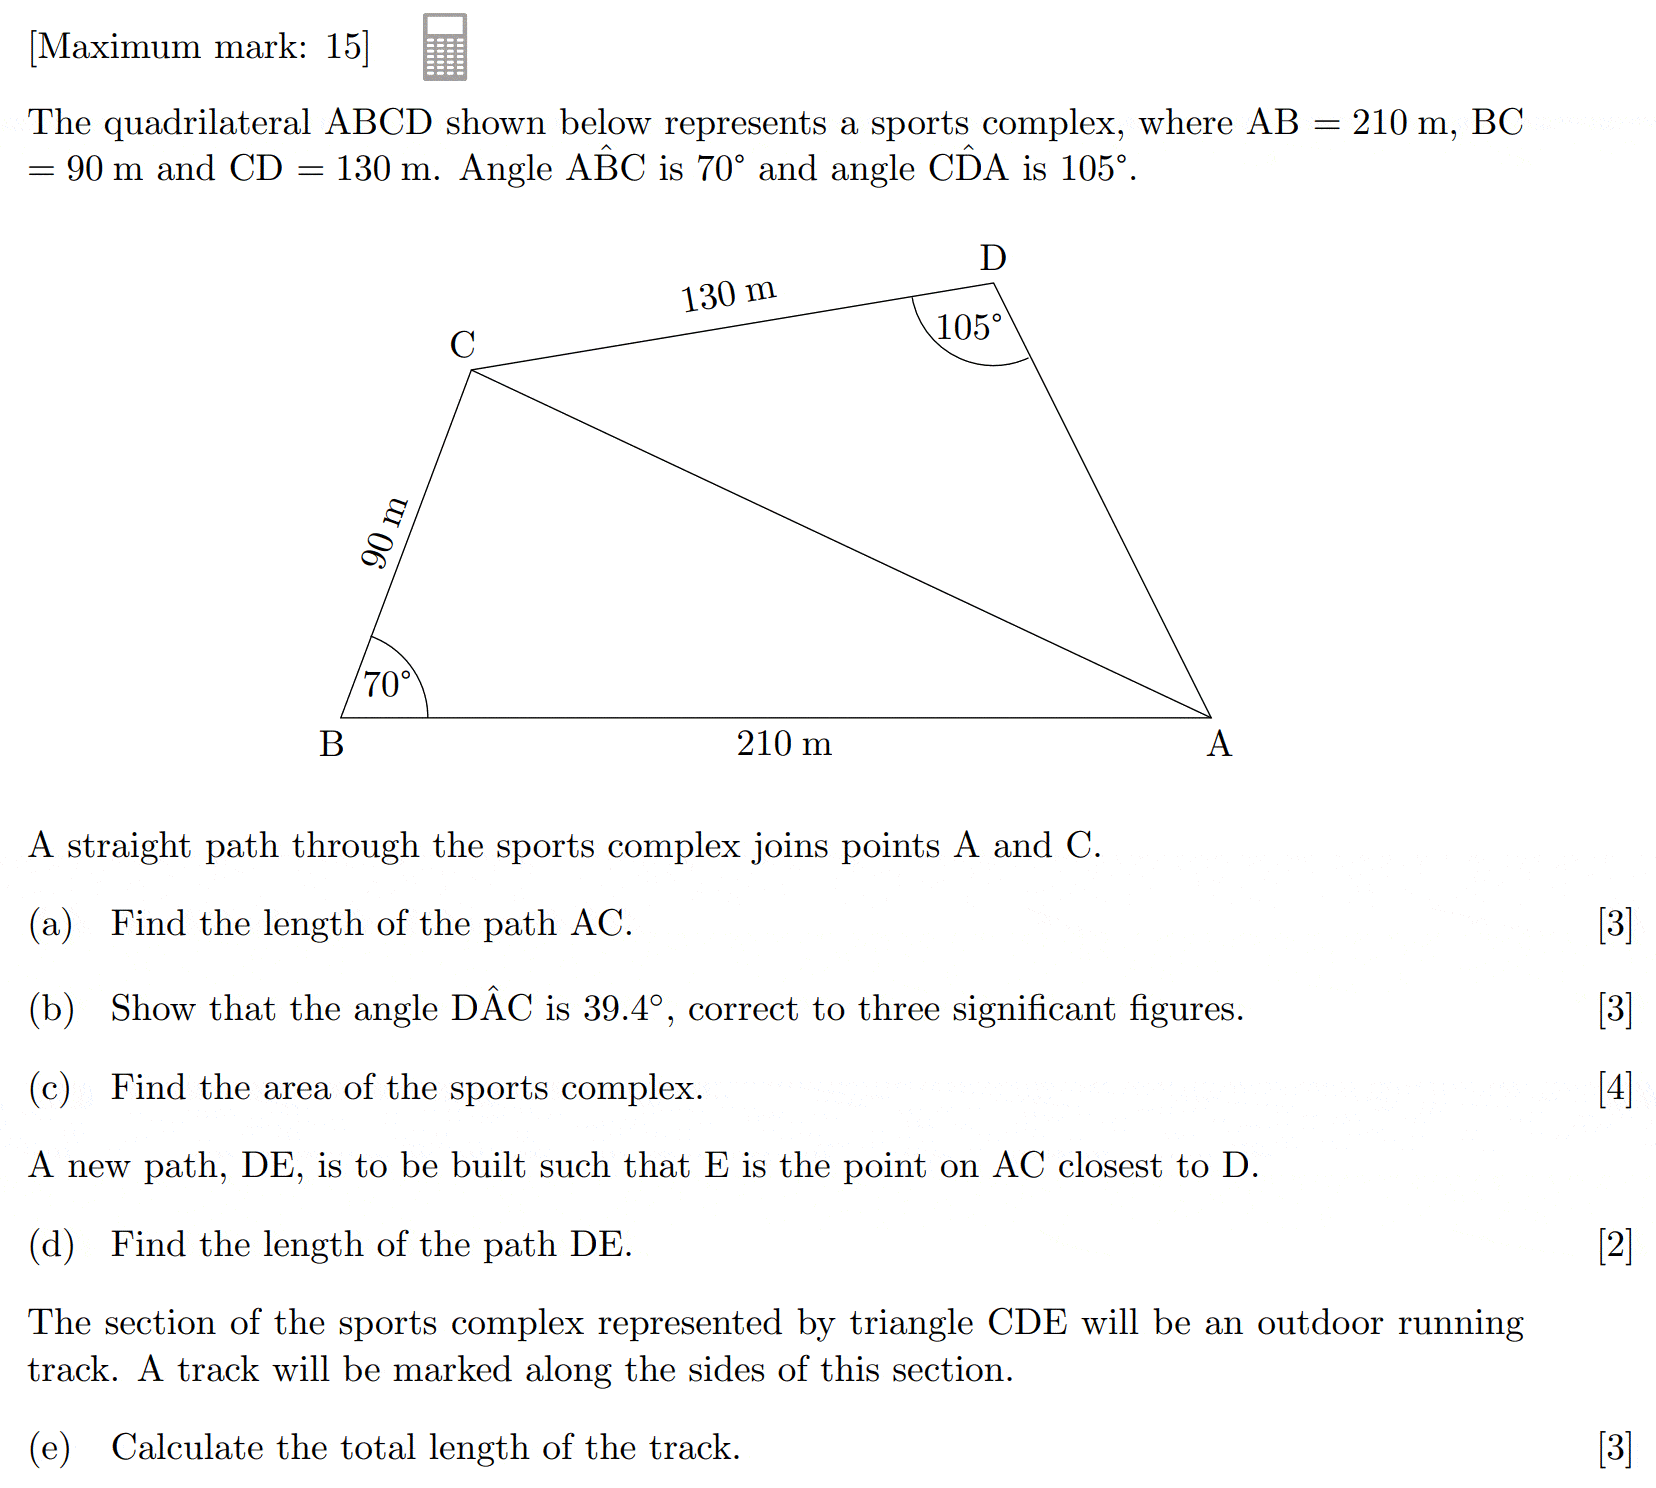 [Maximum mark: 15]
The quadrilateral ABCD shown below represents a sports complex, where AB = 210 m, BC
= 90 m and CD = 130 m. Angle AB̂C is 70° and angle CD̂A is 105°.
D
130 m
105°
C
90 m
70°
B
210 m
A
A straight path through the sports complex joins points A and C.
(a) Find the length of the path AC. [3]
(b) Show that the angle DÂC is 39.4°, correct to three significant figures. [3]
(c) Find the area of the sports complex. [4]
A new path, DE, is to be built such that E is the point on AC closest to D.
(d) Find the length of the path DE. [2]
The section of the sports complex represented by triangle CDE will be an outdoor running
track. A track will be marked along the sides of this section.
(e) Calculate the total length of the track. [3]